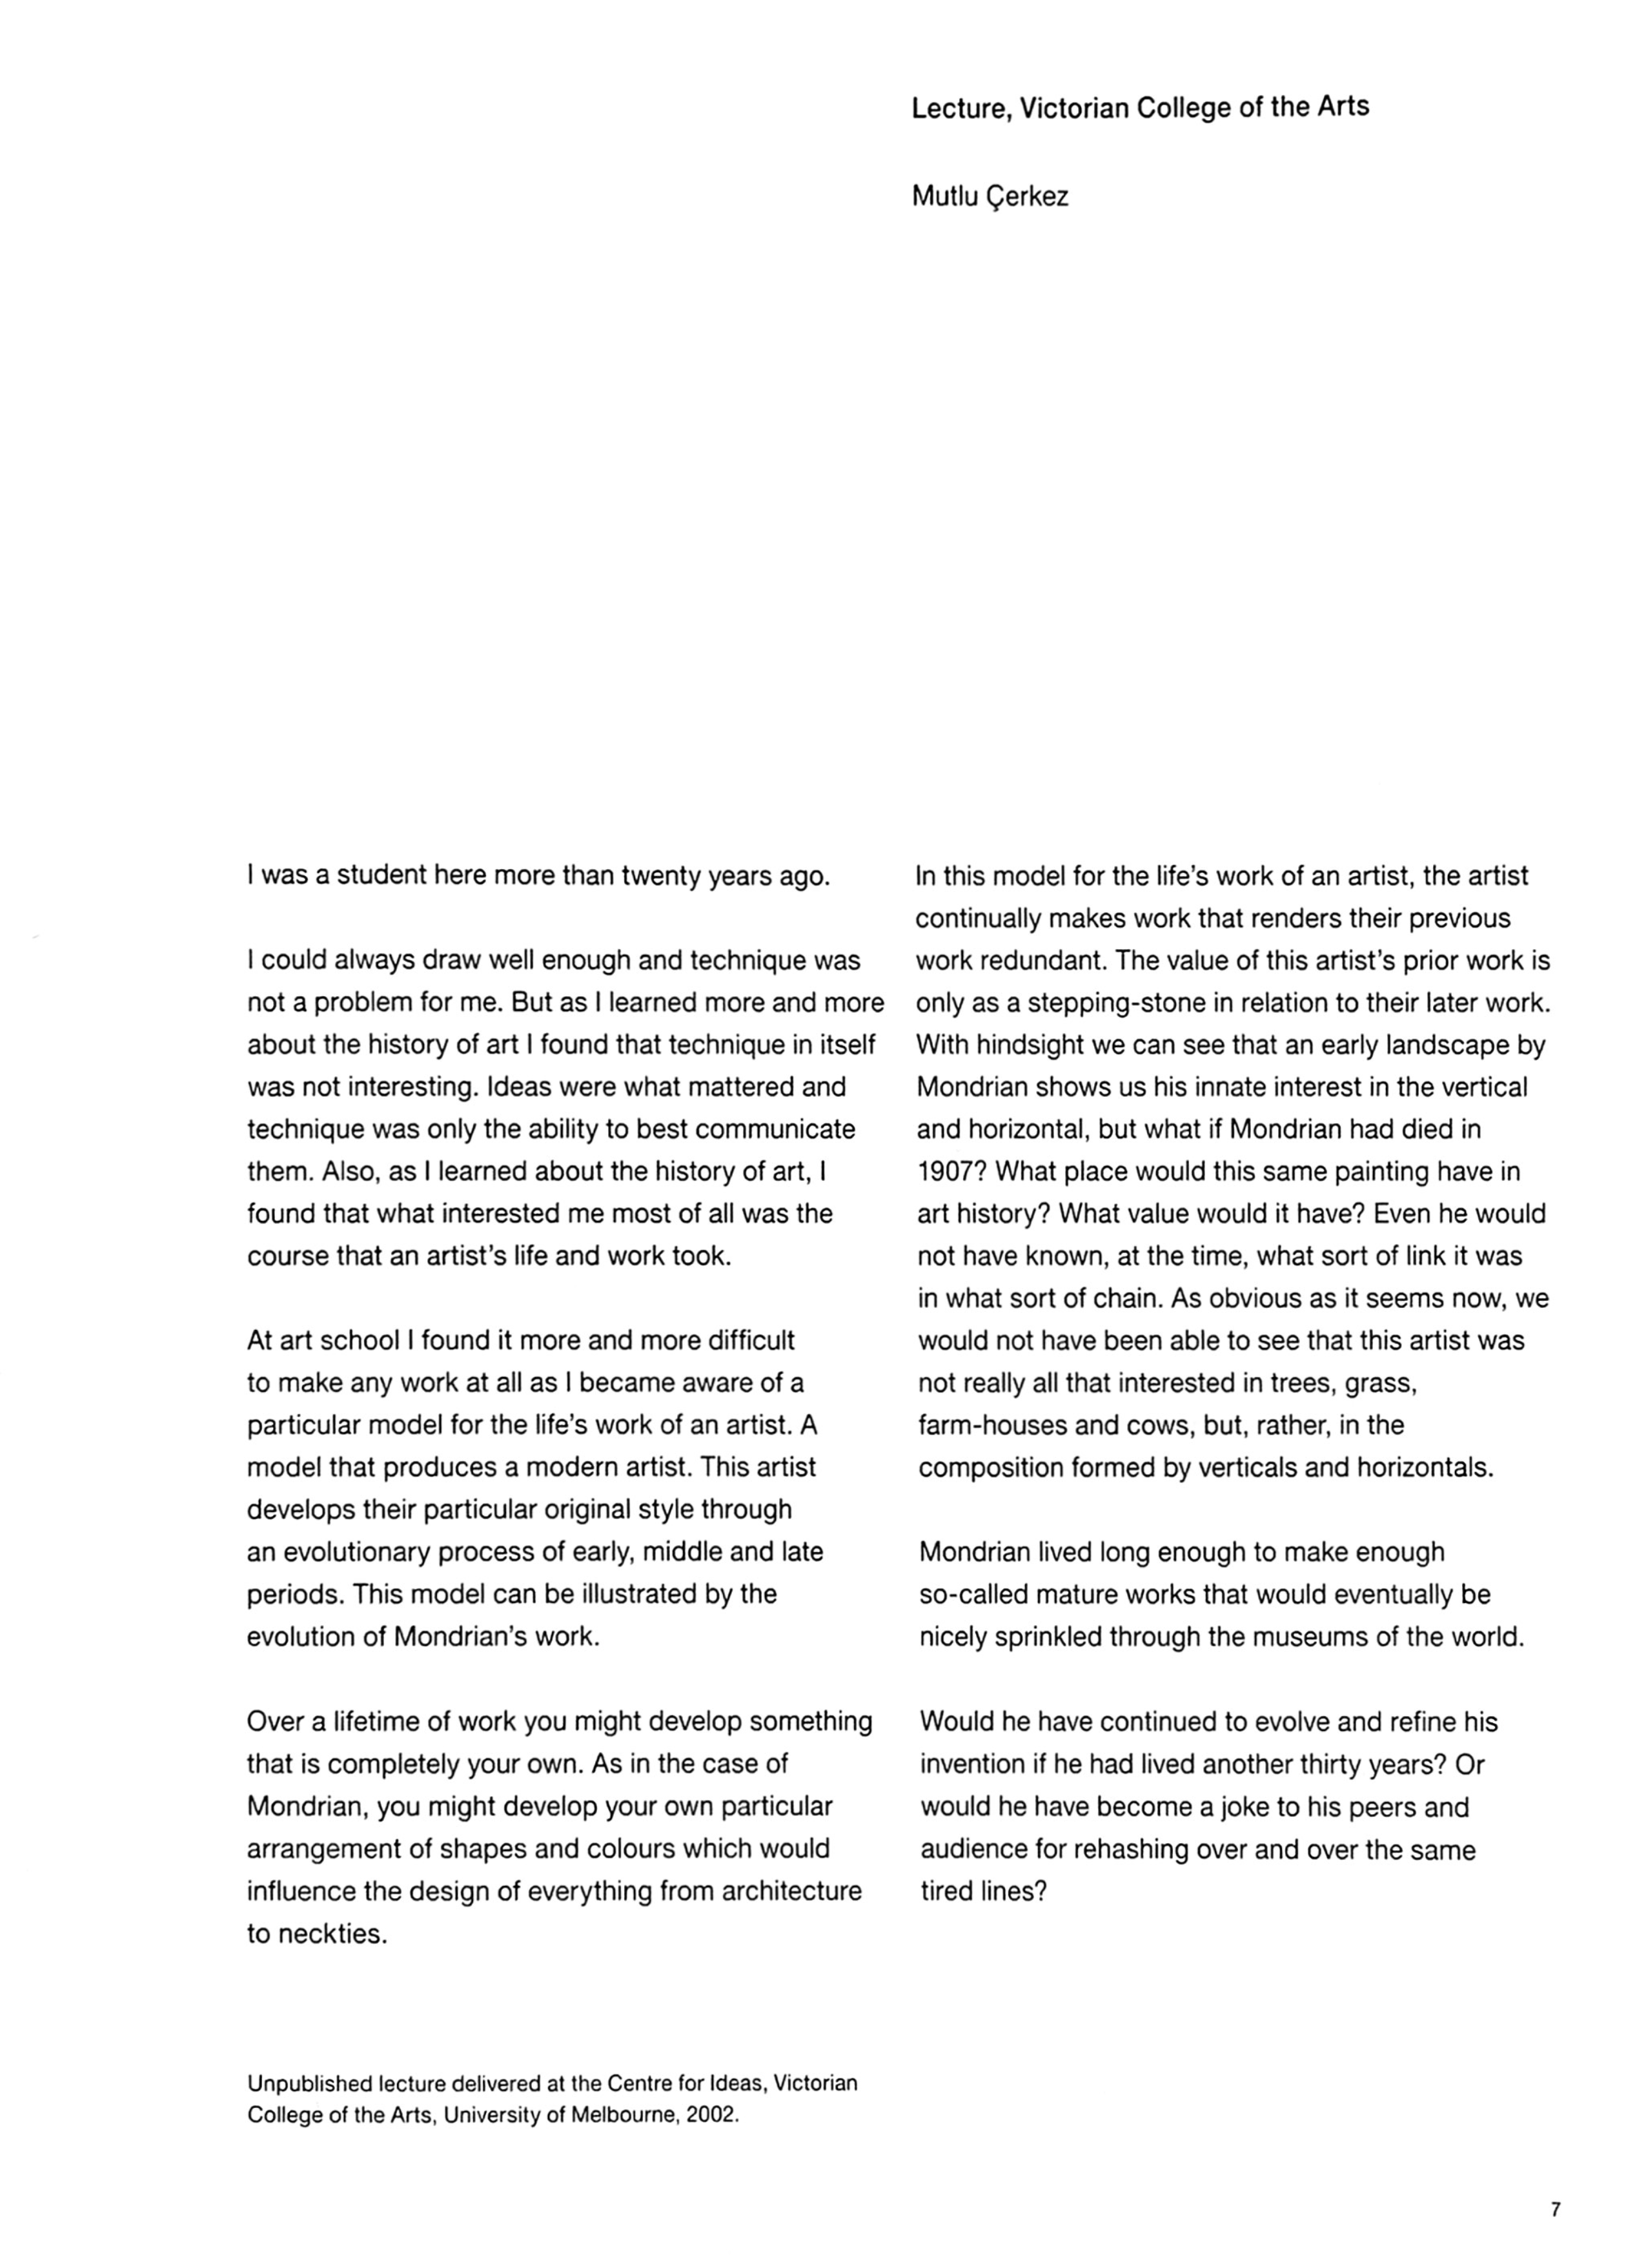 Lecture, Victorian College of the Arts
Mutlu Çerkez
I was a student here more than twenty years ago.
I could always draw well enough and technique was
not a problem for me. But as I learned more and more
about the history of art I found that technique in itself
was not interesting. Ideas were what mattered and
technique was only the ability to best communicate
them. Also, as I learned about the history of art, I
found that what interested me most of all was the
course that an artist’s life and work took.
At art school I found it more and more difficult
to make any work at all as I became aware of a
particular model for the life’s work of an artist. A
model that produces a modern artist. This artist
develops their particular original style through
an evolutionary process of early, middle and late
periods. This model can be illustrated by the
evolution of Mondrian’s work.
Over a lifetime of work you might develop something
that is completely your own. As in the case of
Mondrian, you might develop your own particular
arrangement of shapes and colours which would
influence the design of everything from architecture
to neckties.
In this model for the life’s work of an artist, the artist
continually makes work that renders their previous
work redundant. The value of this artist’s prior work is
only as a stepping-stone in relation to their later work.
With hindsight we can see that an early landscape by
Mondrian shows us his innate interest in the vertical
and horizontal, but what if Mondrian had died in
1907? What place would this same painting have in
art history? What value would it have? Even he would
not have known, at the time, what sort of link it was
in what sort of chain. As obvious as it seems now, we
would not have been able to see that this artist was
not really all that interested in trees, grass,
farm-houses and cows, but, rather, in the
composition formed by verticals and horizontals.
Mondrian lived long enough to make enough
so-called mature works that would eventually be
nicely sprinkled through the museums of the world.
Would he have continued to evolve and refine his
invention if he had lived another thirty years? Or
would he have become a joke to his peers and
audience for rehashing over and over the same
tired lines?
Unpublished lecture delivered at the Centre for Ideas, Victorian
College of the Arts, University of Melbourne, 2002.
7